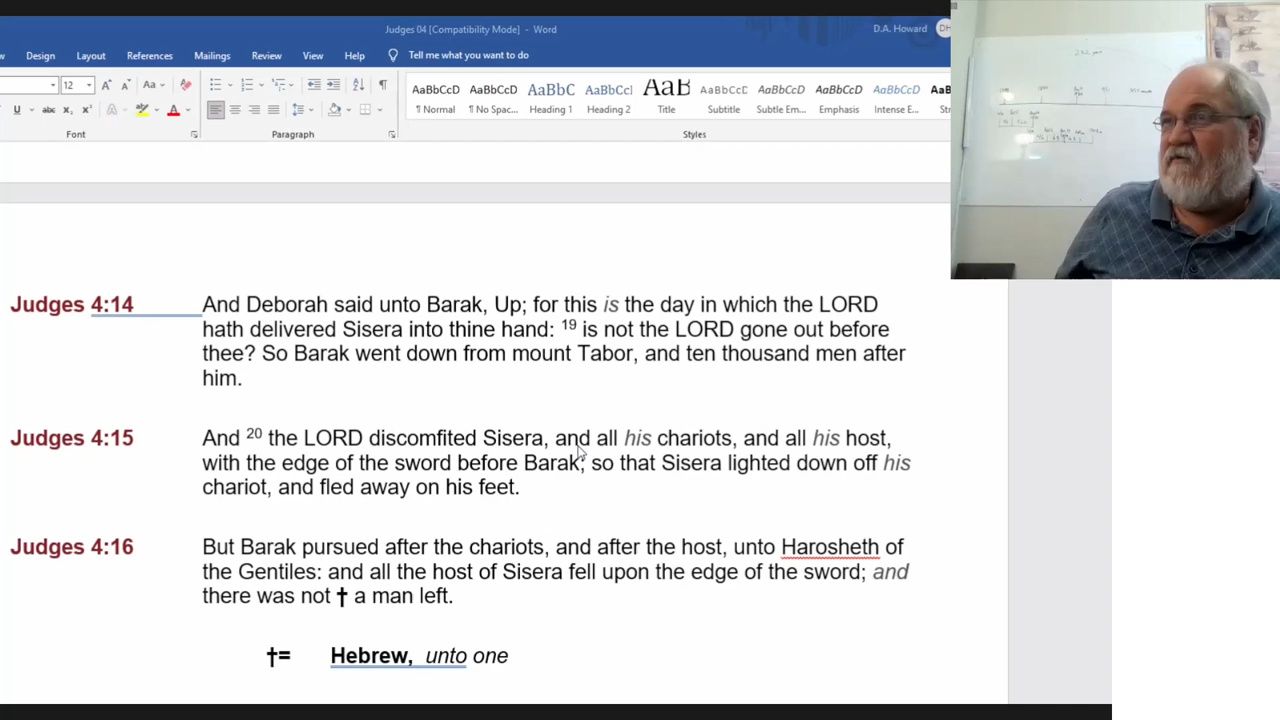 Judges 04 [Compatibility Mode] - Word
D.A. Howard
DH
Design Layout References Mailings Review View Help Tell me what you want to do
12 Aa
AaBbCcD AaBbCcD AaBbC AaBbCcI AaB AaBbCcD AaBbCcD AaBbCcD AaBbCcD
¶ Normal ¶ No Spac... Heading 1 Heading 2 Title Subtitle Subtle Em... Emphasis Intense E...
Font Paragraph Styles
Judges 4:14 And Deborah said unto Barak, Up; for this is the day in which the LORD
hath delivered Sisera into thine hand: 19 is not the LORD gone out before
thee? So Barak went down from mount Tabor, and ten thousand men after
him.
Judges 4:15 And 20 the LORD discomfited Sisera, and all his chariots, and all his host,
with the edge of the sword before Barak; so that Sisera lighted down off his
chariot, and fled away on his feet.
Judges 4:16 But Barak pursued after the chariots, and after the host, unto Harosheth of
the Gentiles: and all the host of Sisera fell upon the edge of the sword; and
there was not † a man left.
†= Hebrew, unto one